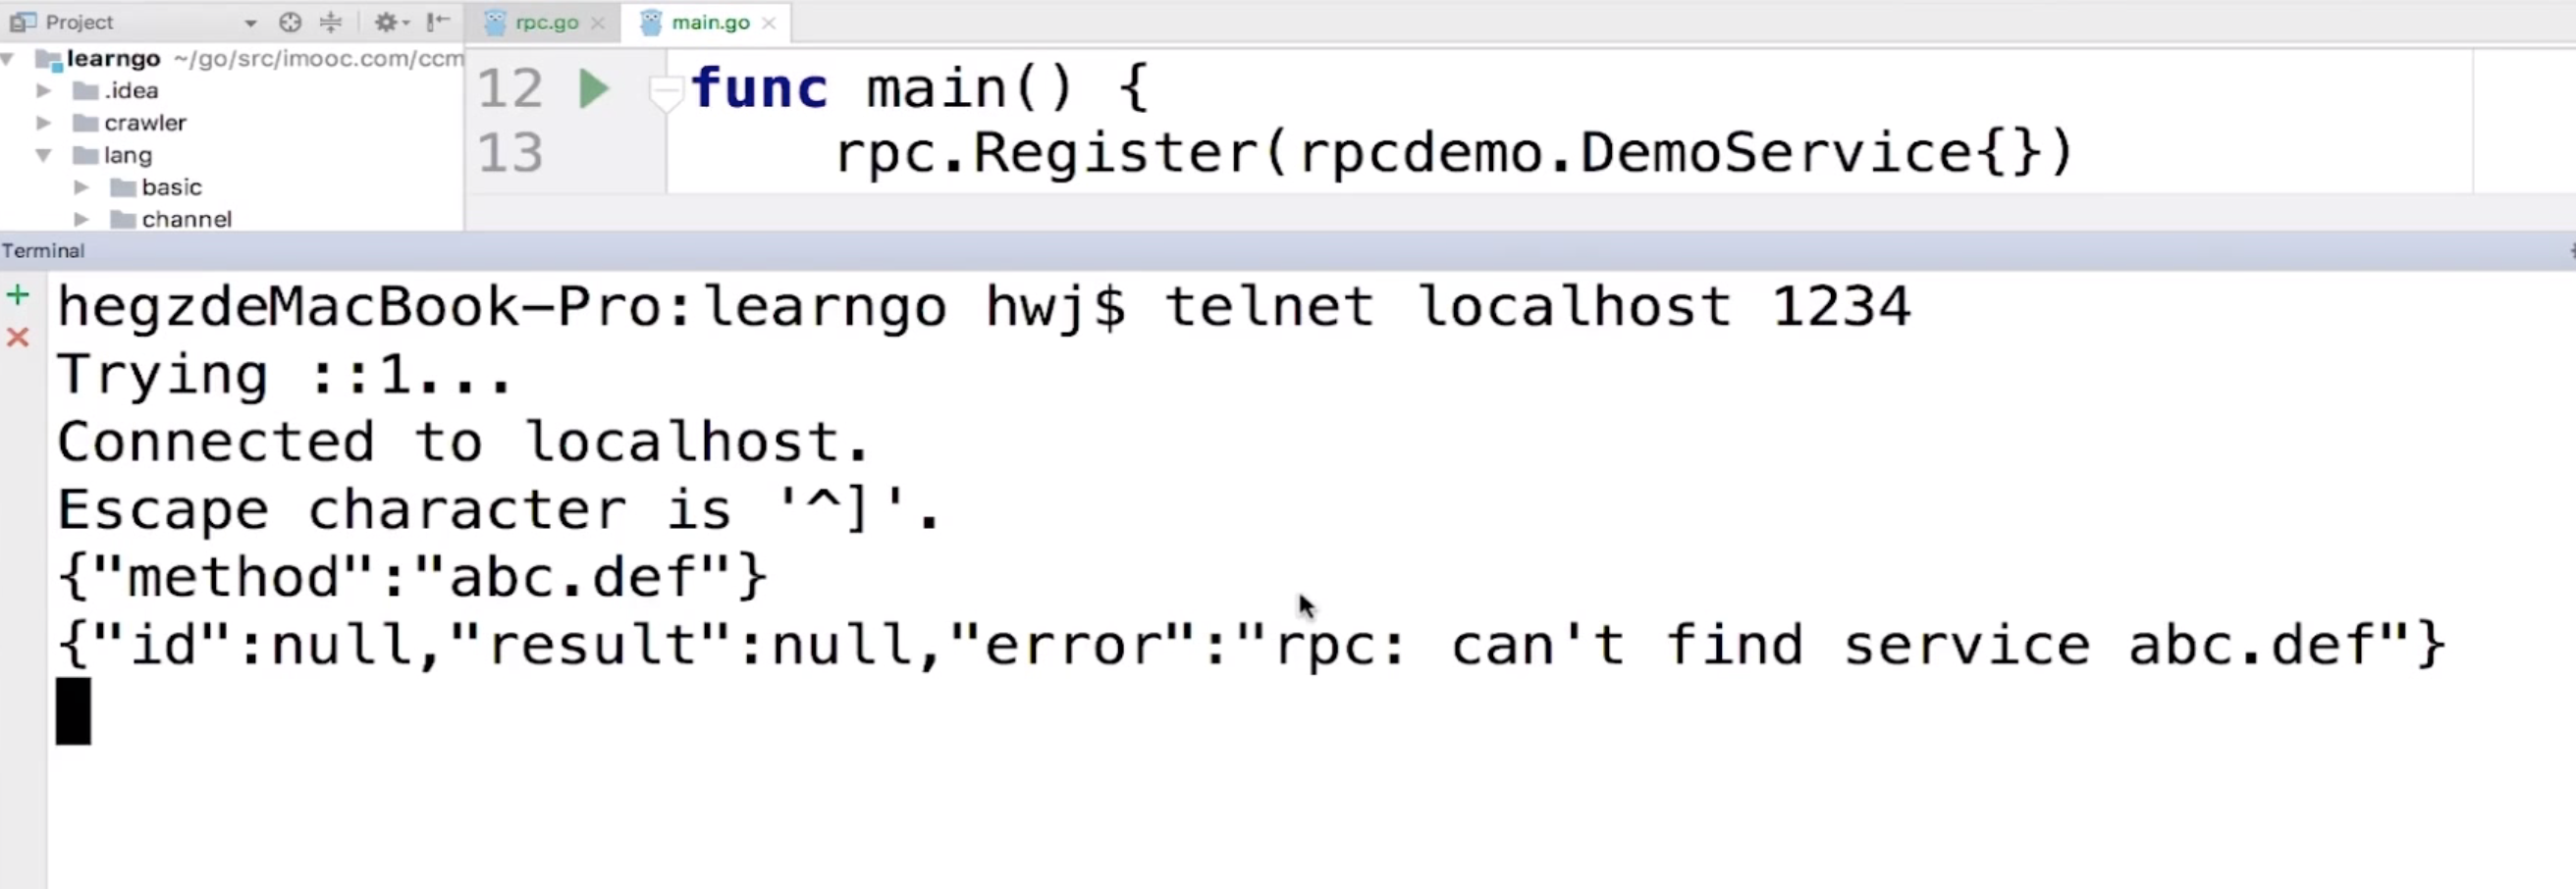 Project
rpc.go
main.go
learngo ~/go/src/imooc.com/ccm
.idea
crawler
lang
basic
channel
12 func main() {
13 rpc.Register(rpcdemo.DemoService{})
Terminal
hegzdeMacBook-Pro:learngo hwj$ telnet localhost 1234
Trying ::1...
Connected to localhost.
Escape character is '^]'.
{"method":"abc.def"}
{"id":null,"result":null,"error":"rpc: can't find service abc.def"}